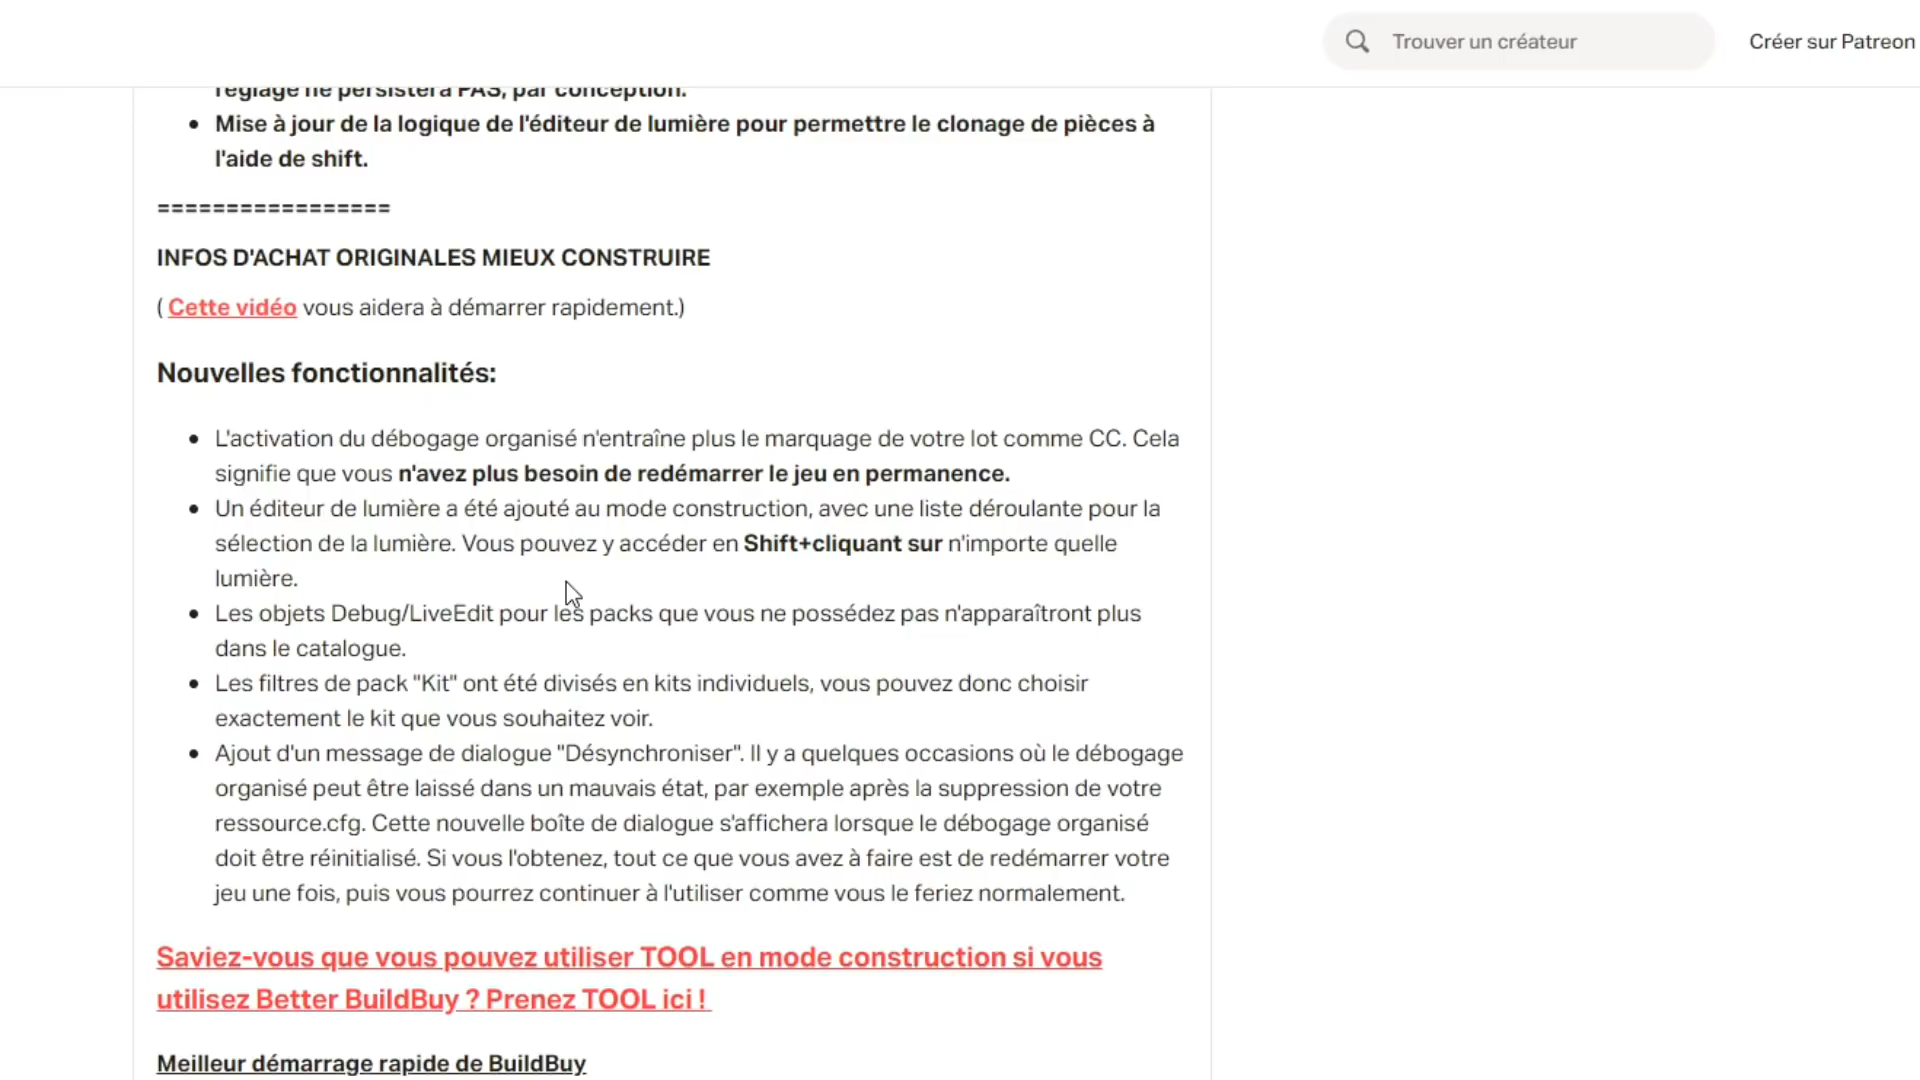 Trouver un créateur
Créer sur Patreon
réglage ne persistera PAS, par conception.
Mise à jour de la logique de l'éditeur de lumière pour permettre le clonage de pièces à
l'aide de shift.
=================
INFOS D'ACHAT ORIGINALES MIEUX CONSTRUIRE
( Cette vidéo vous aidera à démarrer rapidement.)
Nouvelles fonctionnalités:
L'activation du débogage organisé n'entraîne plus le marquage de votre lot comme CC. Cela
signifie que vous n'avez plus besoin de redémarrer le jeu en permanence.
Un éditeur de lumière a été ajouté au mode construction, avec une liste déroulante pour la
sélection de la lumière. Vous pouvez y accéder en Shift+cliquant sur n'importe quelle
lumière.
Les objets Debug/LiveEdit pour les packs que vous ne possédez pas n'apparaîtront plus
dans le catalogue.
Les filtres de pack "Kit" ont été divisés en kits individuels, vous pouvez donc choisir
exactement le kit que vous souhaitez voir.
Ajout d'un message de dialogue "Désynchroniser". Il y a quelques occasions où le débogage
organisé peut être laissé dans un mauvais état, par exemple après la suppression de votre
ressource.cfg. Cette nouvelle boîte de dialogue s'affichera lorsque le débogage organisé
doit être réinitialisé. Si vous l'obtenez, tout ce que vous avez à faire est de redémarrer votre
jeu une fois, puis vous pourrez continuer à l'utiliser comme vous le feriez normalement.
Saviez-vous que vous pouvez utiliser TOOL en mode construction si vous
utilisez Better BuildBuy ? Prenez TOOL ici !
Meilleur démarrage rapide de BuildBuy